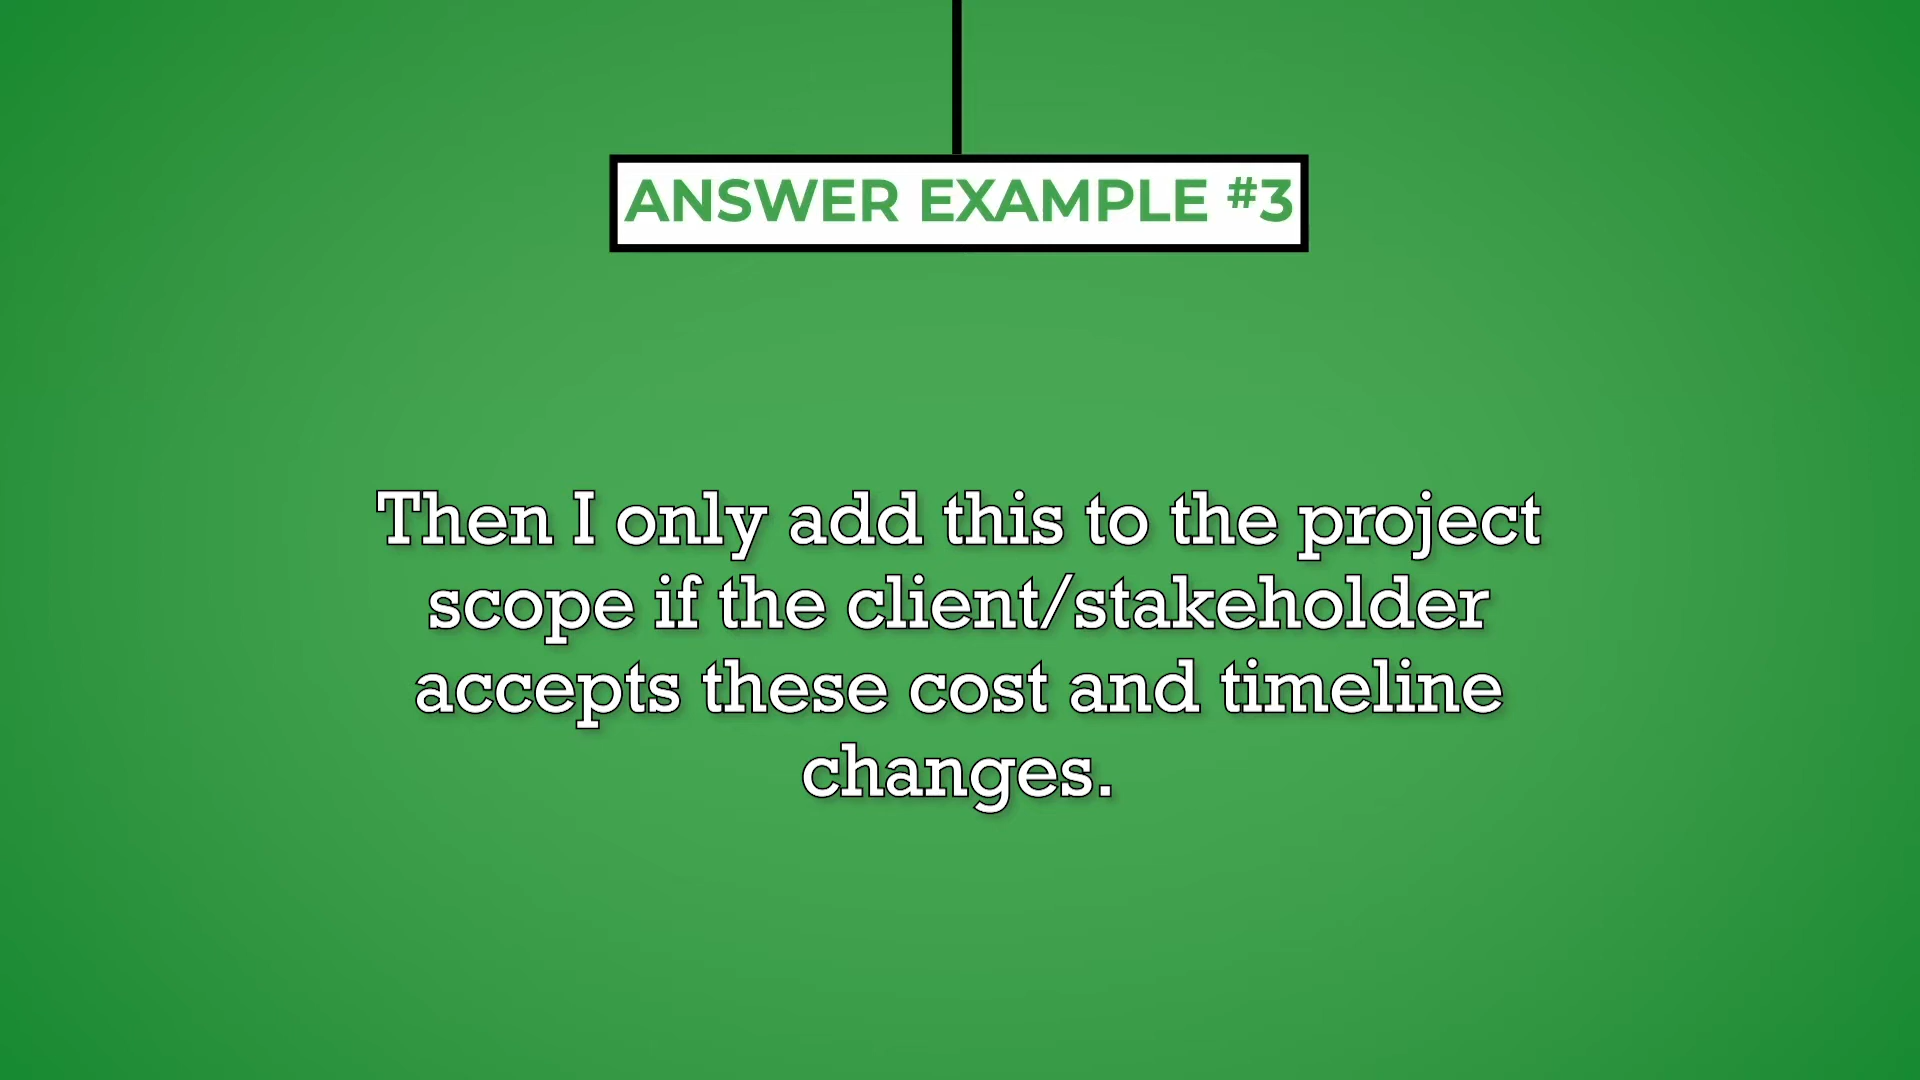 ANSWER EXAMPLE #3
Then I only add this to the project
scope if the client/stakeholder
accepts these cost and timeline
changes.